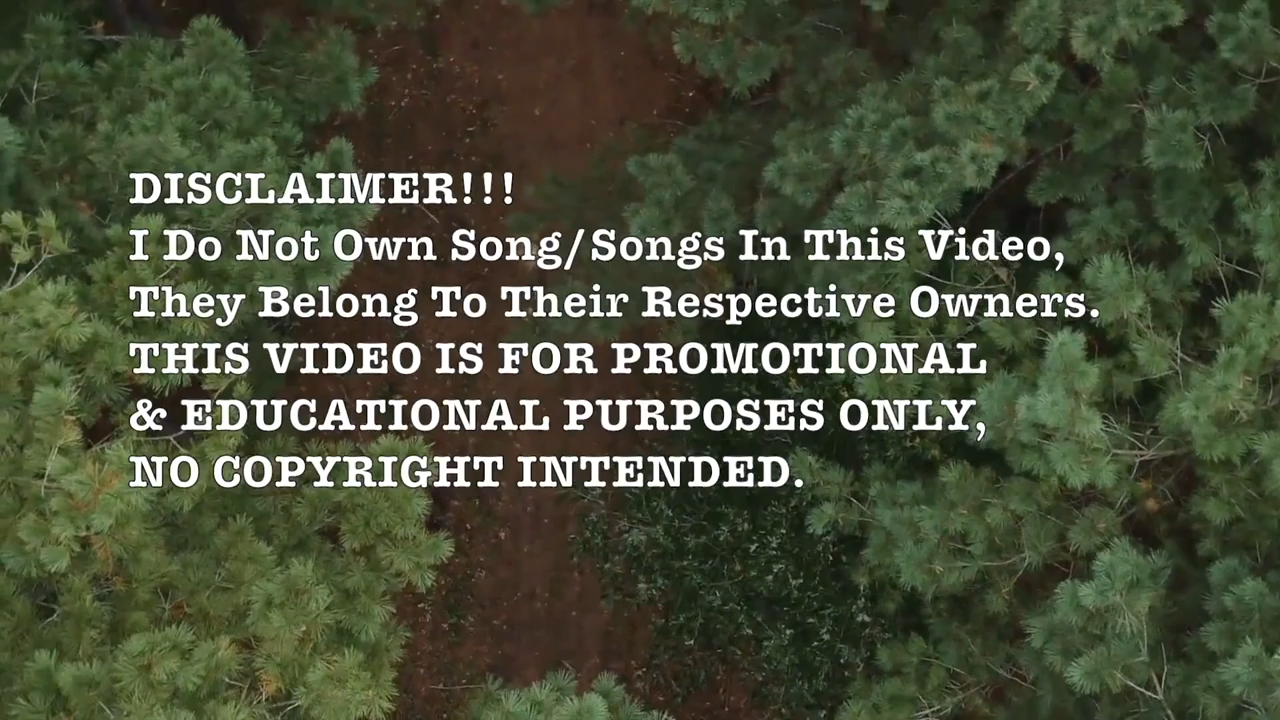 DISCLAIMER!!!
I Do Not Own Song/Songs In This Video,
They Belong To Their Respective Owners.
THIS VIDEO IS FOR PROMOTIONAL
& EDUCATIONAL PURPOSES ONLY,
NO COPYRIGHT INTENDED.